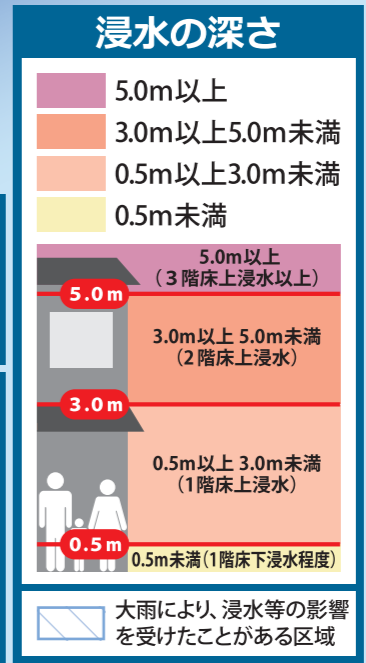 浸水の深さ
5.0m以上
3.0m以上5.0m未満
0.5m以上3.0m未満
0.5m未満
5.0m以上
（３階床上浸水以上）
5.0m
3.0m以上 5.0m未満
（２階床上浸水）
3.0m
0.5m以上 3.0m未満
（1階床上浸水）
0.5m
0.5m未満（1階床下浸水程度）
大雨により、浸水等の影響
を受けたことがある区域